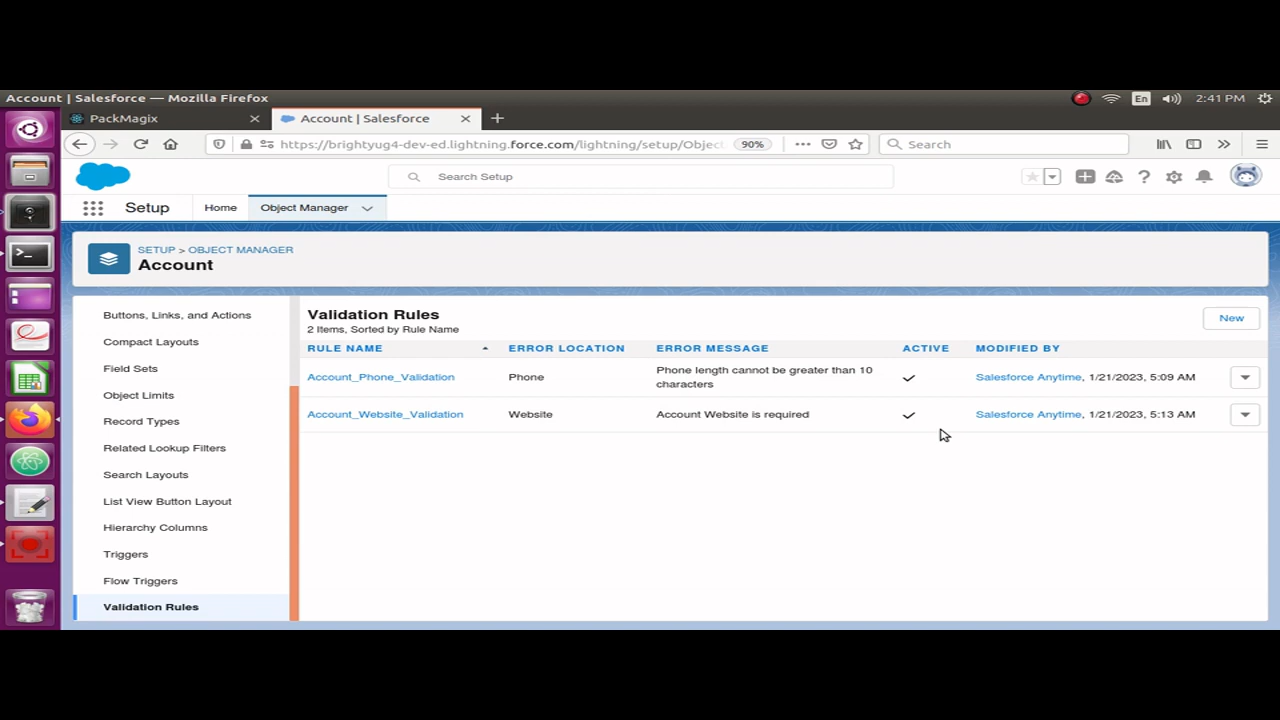 Account | Salesforce — Mozilla Firefox
En
2:41 PM
PackMagix
Account | Salesforce
https://brightyug4-dev-ed.lightning.force.com/lightning/setup/Objec
90%
Search
Search Setup
Setup
Home
Object Manager
SETUP > OBJECT MANAGER
Account
Buttons, Links, and Actions
Compact Layouts
Field Sets
Object Limits
Record Types
Related Lookup Filters
Search Layouts
List View Button Layout
Hierarchy Columns
Triggers
Flow Triggers
Validation Rules
Validation Rules
2 Items, Sorted by Rule Name
New
RULE NAME ERROR LOCATION ERROR MESSAGE ACTIVE MODIFIED BY
Account_Phone_Validation Phone Phone length cannot be greater than 10 Salesforce Anytime, 1/21/2023, 5:09 AM
characters
Account_Website_Validation Website Account Website is required Salesforce Anytime, 1/21/2023, 5:13 AM